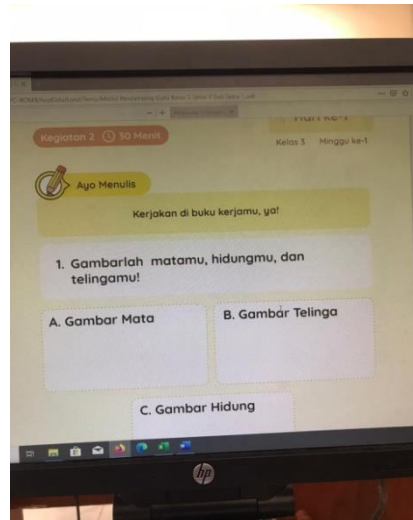 Kegiatan 2 30 Menit
Kelas 3 Minggu ke-1
Ayo Menulis
Kerjakan di buku kerjamu, ya!
1. Gambarlah matamu, hidungmu, dan
telingamu!
A. Gambar Mata
B. Gambar Telinga
C. Gambar Hidung
hp